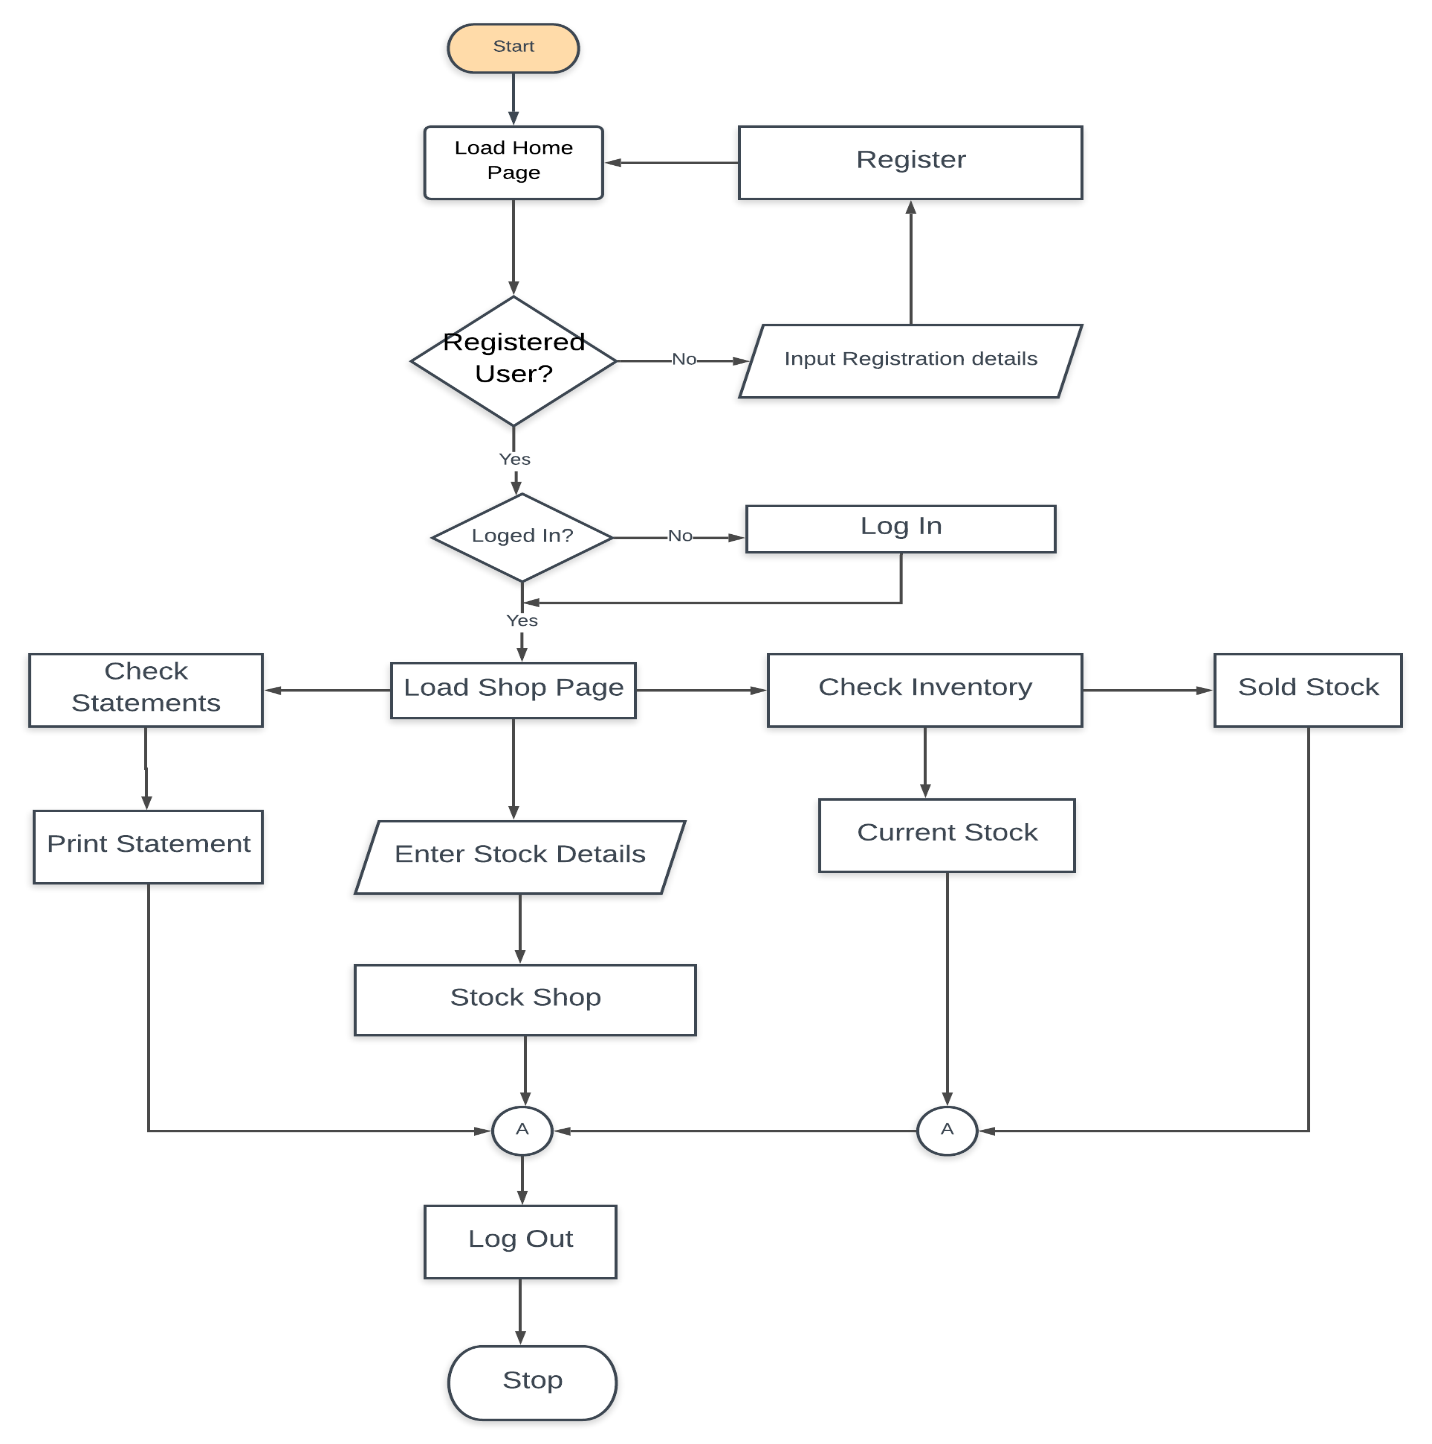 Start
Load Home
Page
Register
Registered
User?
No
Input Registration details
Yes
Loged In?
No
Log In
Yes
Check
Statements
Load Shop Page
Check Inventory
Sold Stock
Print Statement
Enter Stock Details
Current Stock
Stock Shop
A
A
Log Out
Stop